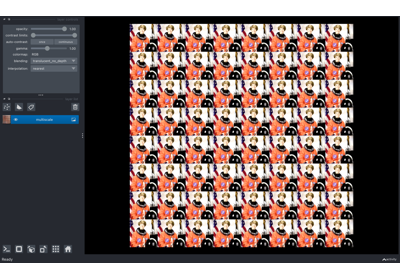 opacity:
1.00
contrast limits:
auto-contrast:
once
continuous
gamma:
1.00
colormap:
RGB
blending:
translucent_no_depth
interpolation:
nearest
multiscale
Ready
activity